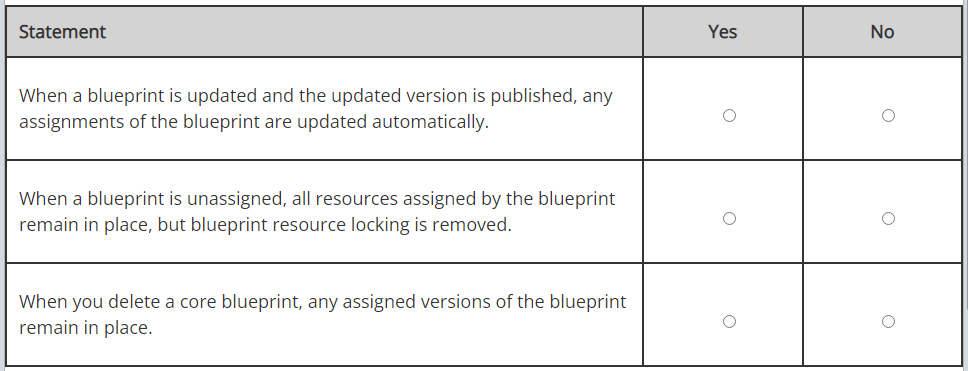 Statement Yes No
When a blueprint is updated and the updated version is published, any
assignments of the blueprint are updated automatically.
When a blueprint is unassigned, all resources assigned by the blueprint
remain in place, but blueprint resource locking is removed.
When you delete a core blueprint, any assigned versions of the blueprint
remain in place.